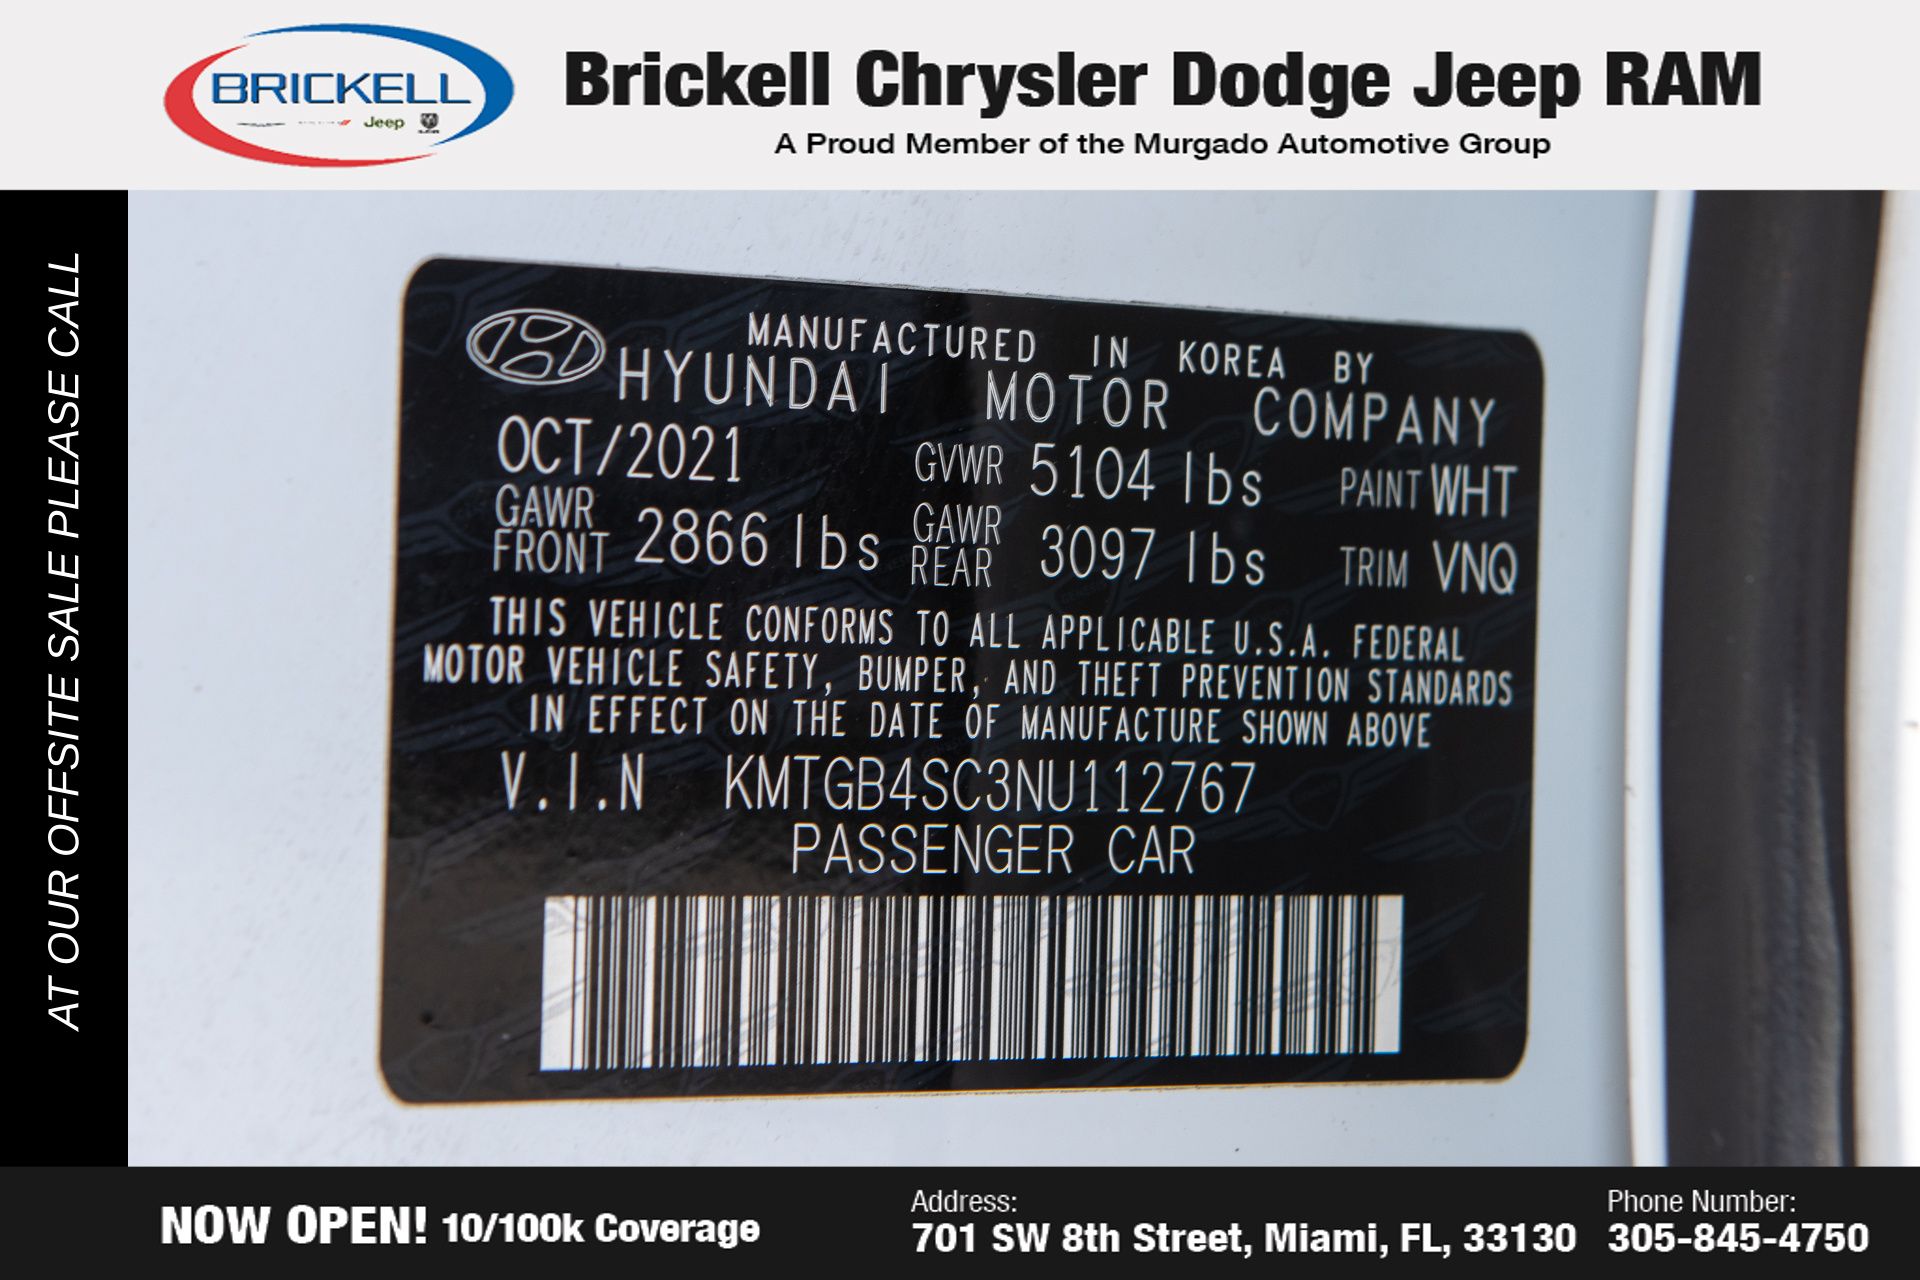 BRICKELL
Jeep
Brickell Chrysler Dodge Jeep RAM
A Proud Member of the Murgado Automotive Group
AT OUR OFFSITE SALE PLEASE CALL
MANUFACTURED IN KOREA BY
HYUNDAI MOTOR COMPANY
OCT/2021 GVWR 5104 lbs PAINT WHT
GAWR FRONT 2866 lbs GAWR REAR 3097 lbs TRIM VNQ
THIS VEHICLE CONFORMS TO ALL APPLICABLE U.S.A. FEDERAL
MOTOR VEHICLE SAFETY, BUMPER, AND THEFT PREVENTION STANDARDS
IN EFFECT ON THE DATE OF MANUFACTURE SHOWN ABOVE
V.I.N KMTGB4SC3NU112767
PASSENGER CAR
NOW OPEN! 10/100k Coverage
Address:
701 SW 8th Street, Miami, FL, 33130
Phone Number:
305-845-4750